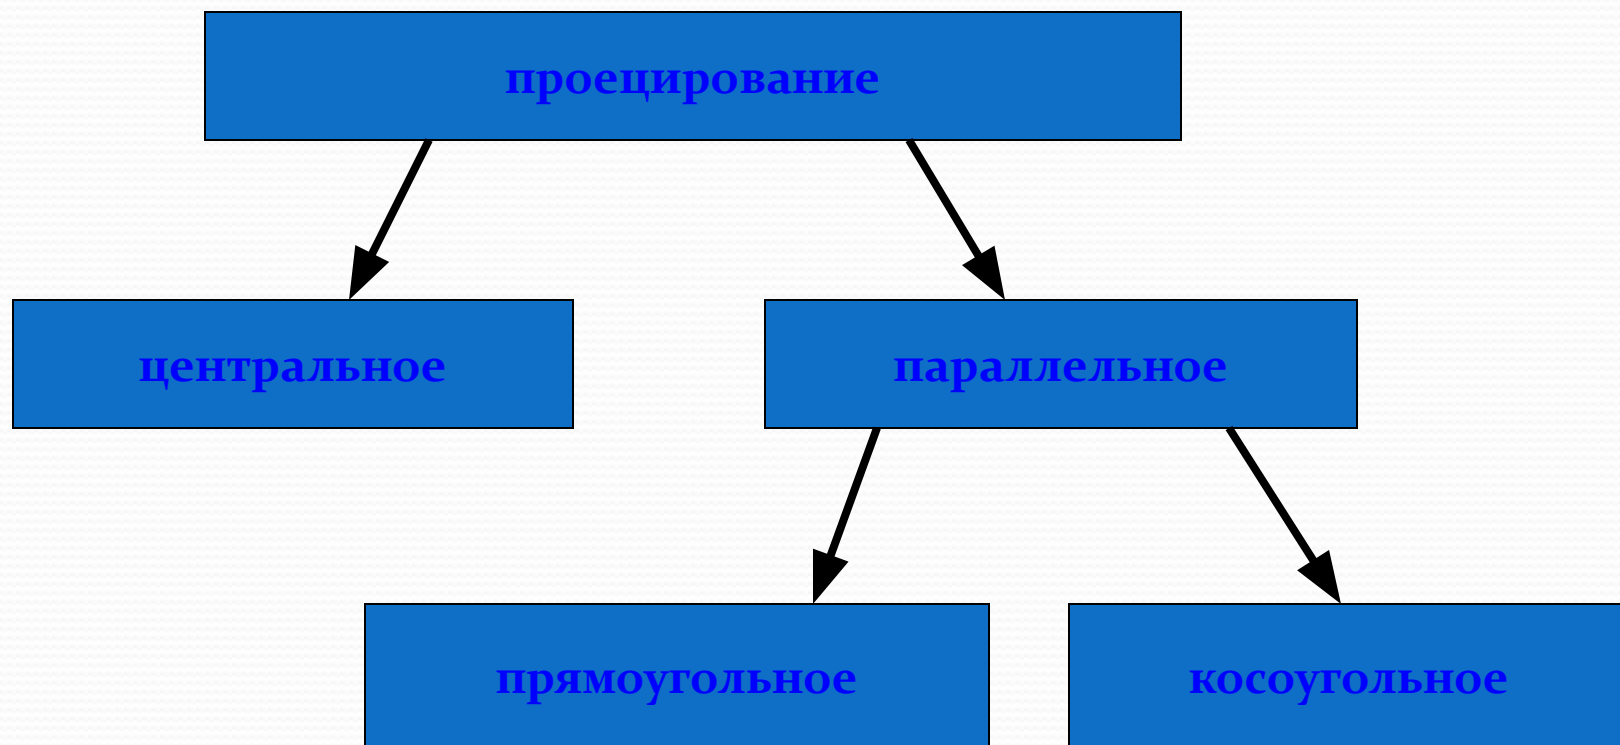 проецирование
центральное
параллельное
прямоугольное
косоугольное